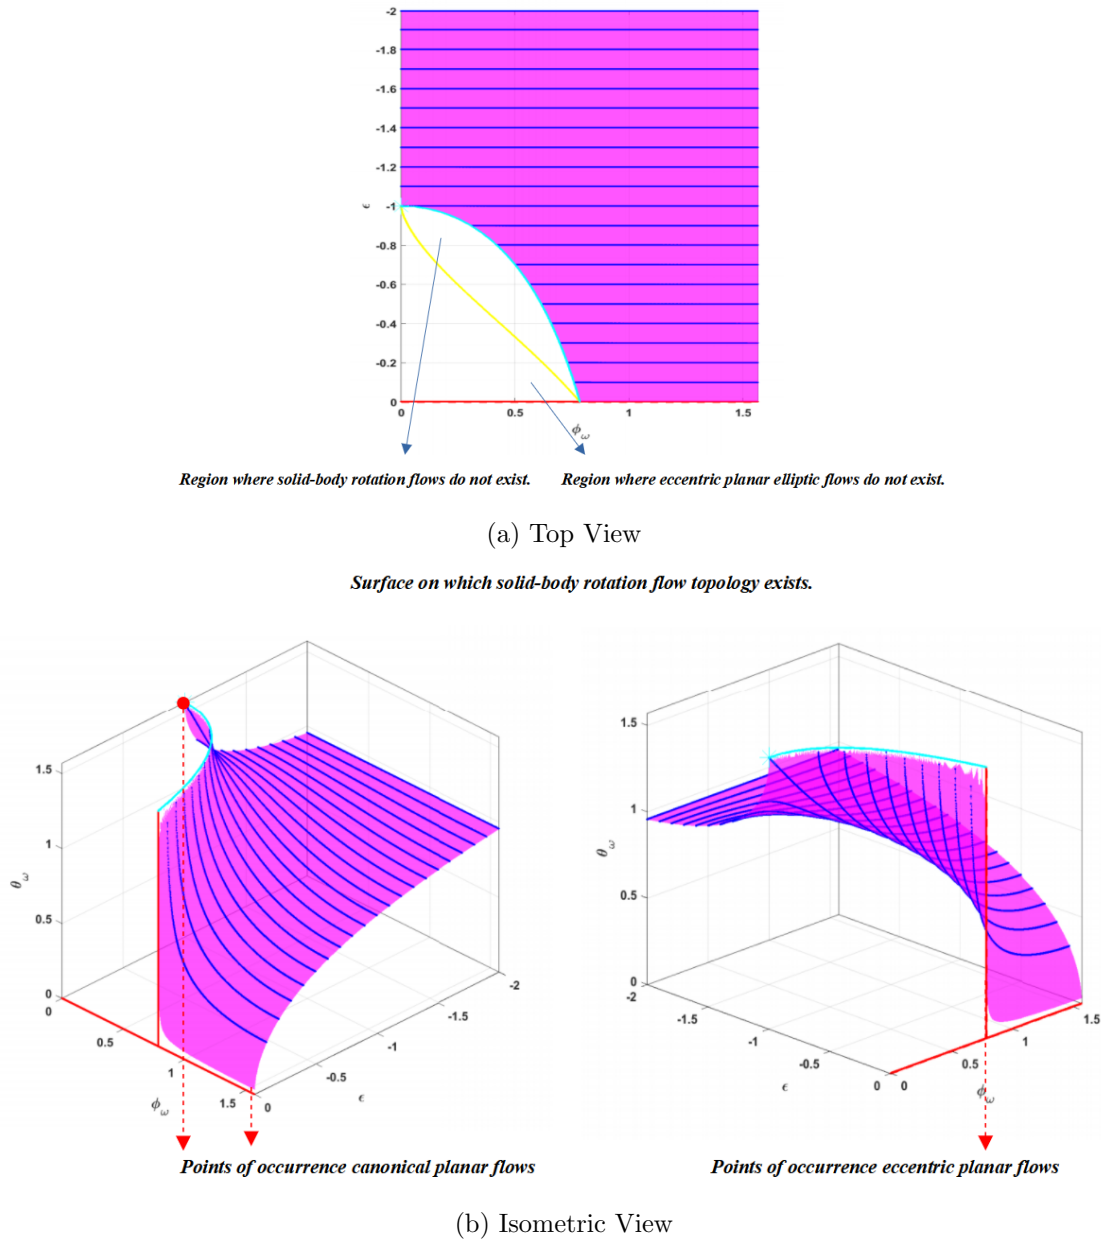 -2
-1.8
-1.6
-1.4
-1.2
ϵ
-1
-0.8
-0.6
-0.4
-0.2
0
0 0.5 1 1.5
ϕω
Region where solid-body rotation flows do not exist. Region where eccentric planar elliptic flows do not exist.
(a) Top View
Surface on which solid-body rotation flow topology exists.
1.5
1
θω
0.5
0
0
0.5
1
1.5
ϕω
0
-0.5
-1
-1.5
-2
ϵ
1.5
1
θω
0.5
0
-2
-1.5
-1
-0.5
0
ϵ
0
0.5
1
1.5
ϕω
Points of occurrence canonical planar flows Points of occurrence eccentric planar flows
(b) Isometric View